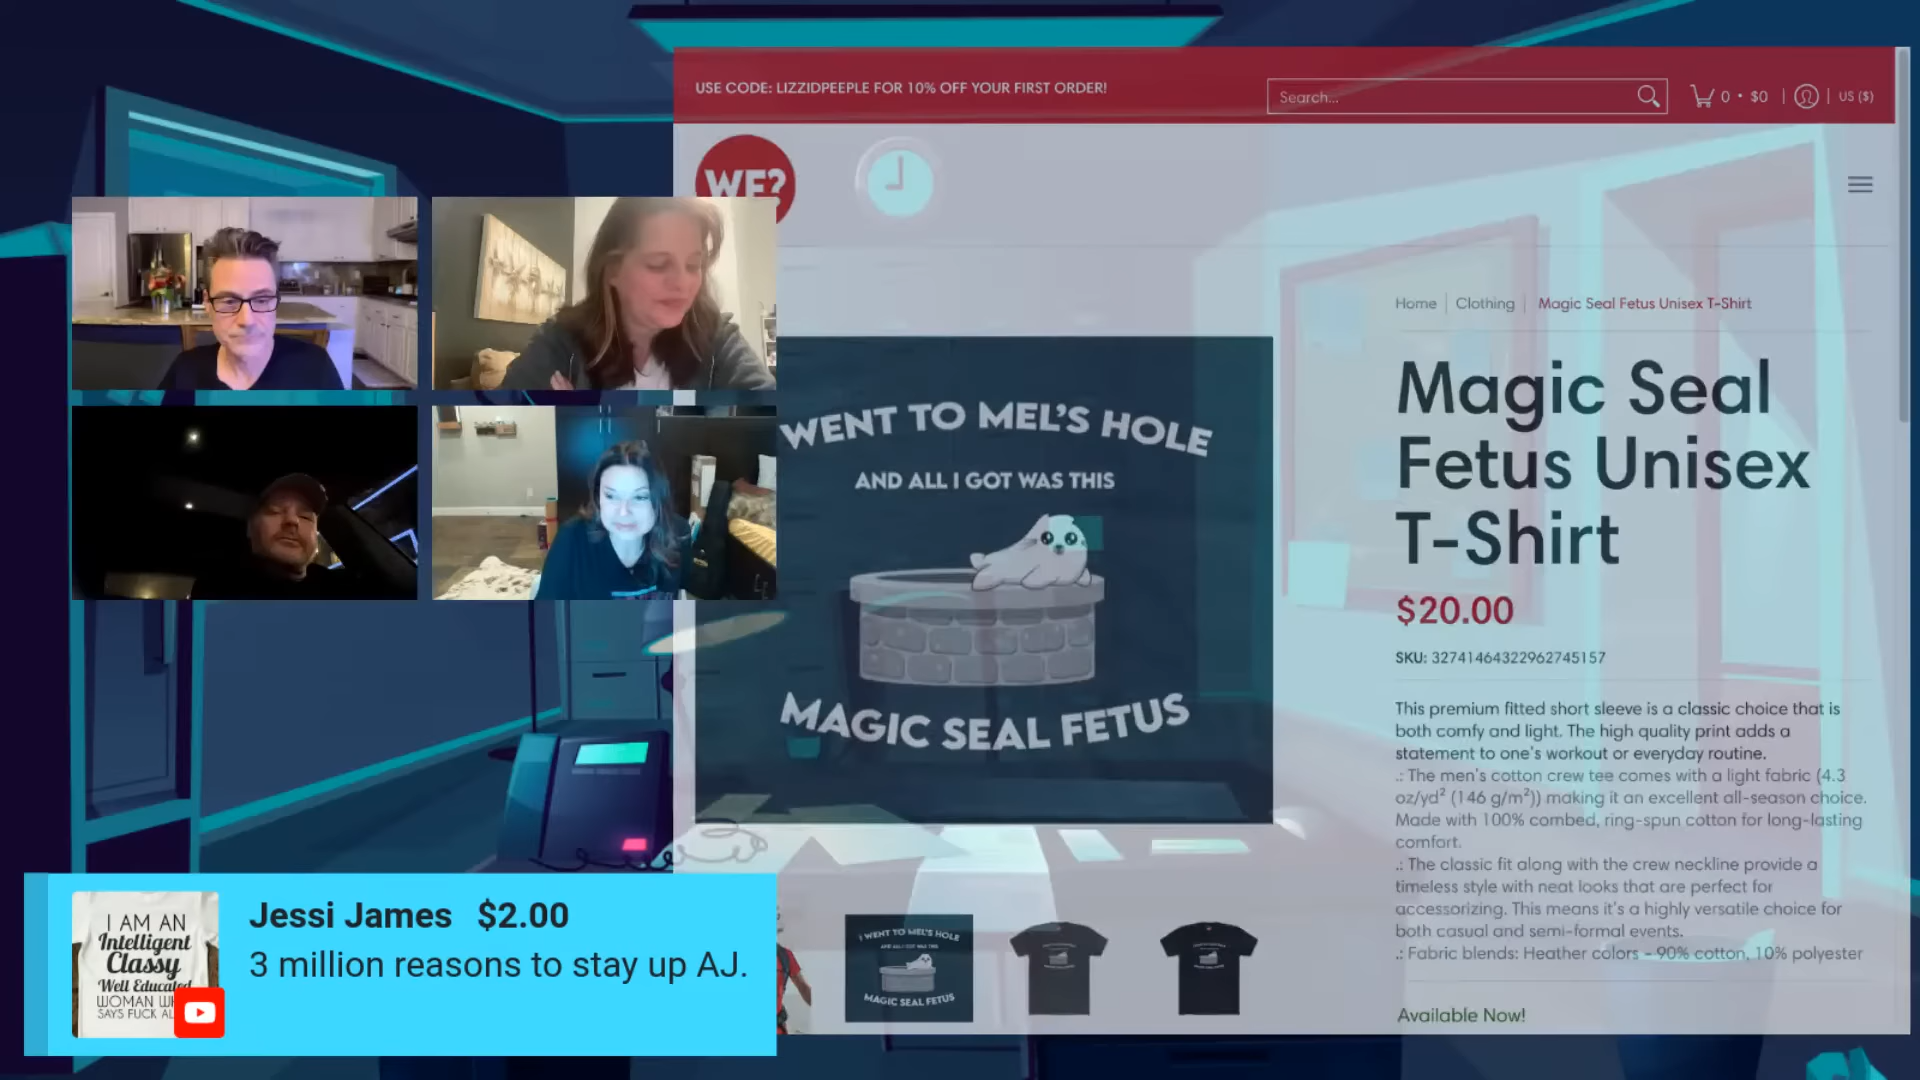 USE CODE: LIZZIDPEEPLE FOR 10% OFF YOUR FIRST ORDER!
Search...
0 • $0
US ($)
WE?
Home
Clothing
Magic Seal Fetus Unisex T-Shirt
WENT TO MEL'S HOLE
AND ALL I GOT WAS THIS
MAGIC SEAL FETUS
Magic Seal
Fetus Unisex
T-Shirt
$20.00
SKU: 32741464322962745157
This premium fitted short sleeve is a classic choice that is
both comfy and light. The high quality print adds a
statement to one's workout or everyday routine.
.: The men's cotton crew tee comes with a light fabric (4.3
oz/yd² (146 g/m²)) making it an excellent all-season choice.
Made with 100% combed, ring-spun cotton for long-lasting
comfort.
.: The classic fit along with the crew neckline provide a
timeless style with neat looks that are perfect for
accessorizing. This means it's a highly versatile choice for
both casual and semi-formal events.
.: Fabric blends: Heather colors - 90% cotton, 10% polyester
Available Now!
I WENT TO MEL'S HOLE
AND ALL I GOT WAS THIS
MAGIC SEAL FETUS
I AM AN
Intelligent
Classy
Well Educated
WOMAN
SAYS FUCK
Jessi James $2.00
3 million reasons to stay up AJ.